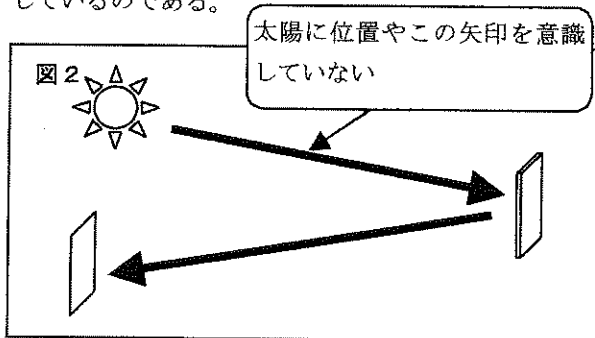 しているのである。
太陽に位置やこの矢印を意識
していない
図2